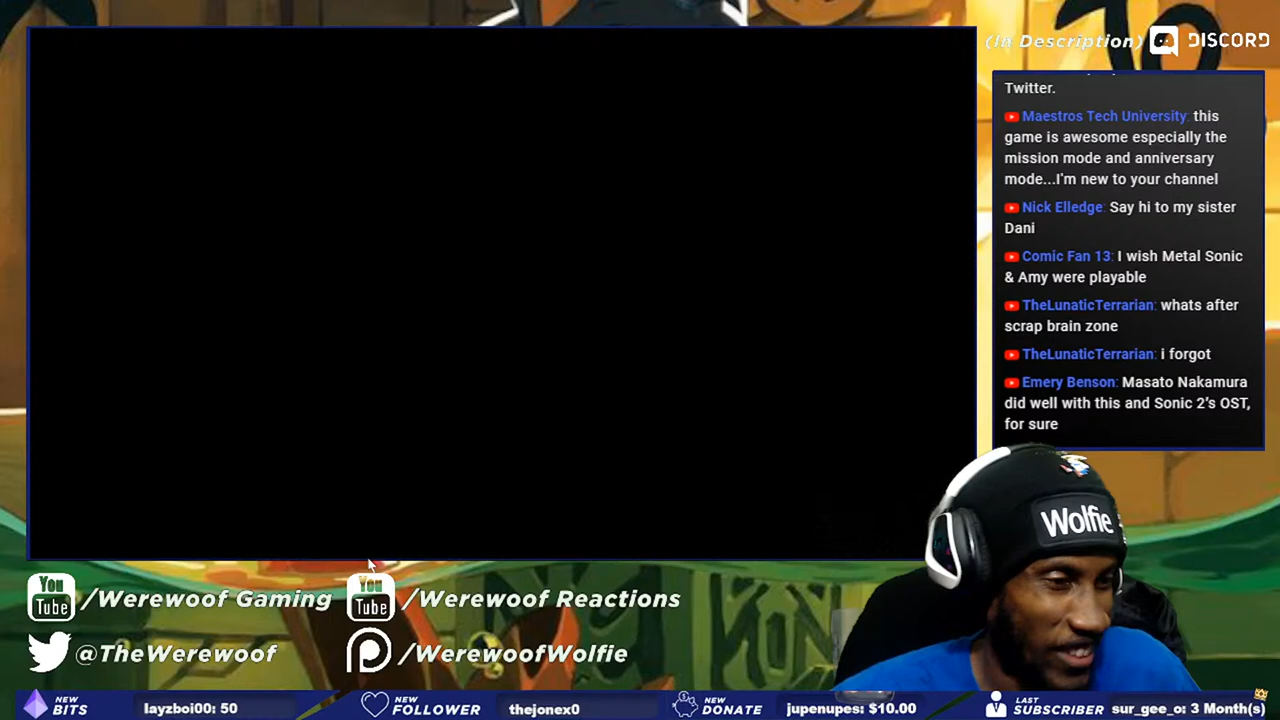 (In Description) DISCORD
Twitter.
Maestros Tech University: this
game is awesome especially the
mission mode and anniversary
mode...I'm new to your channel
Nick Elledge: Say hi to my sister
Dani
Comic Fan 13: I wish Metal Sonic
& Amy were playable
TheLunaticTerrarian: whats after
scrap brain zone
TheLunaticTerrarian: i forgot
Emery Benson: Masato Nakamura
did well with this and Sonic 2's OST,
for sure
Wolfie
You Tube /Werewoof Gaming
You Tube /Werewoof Reactions
@TheWerewoof
/WerewoofWolfie
NEW BITS layzboi00: 50
NEW FOLLOWER thejonex0
NEW DONATE jupenupes: $10.00
LAST SUBSCRIBER sur_gee_o: 3 Month(s)